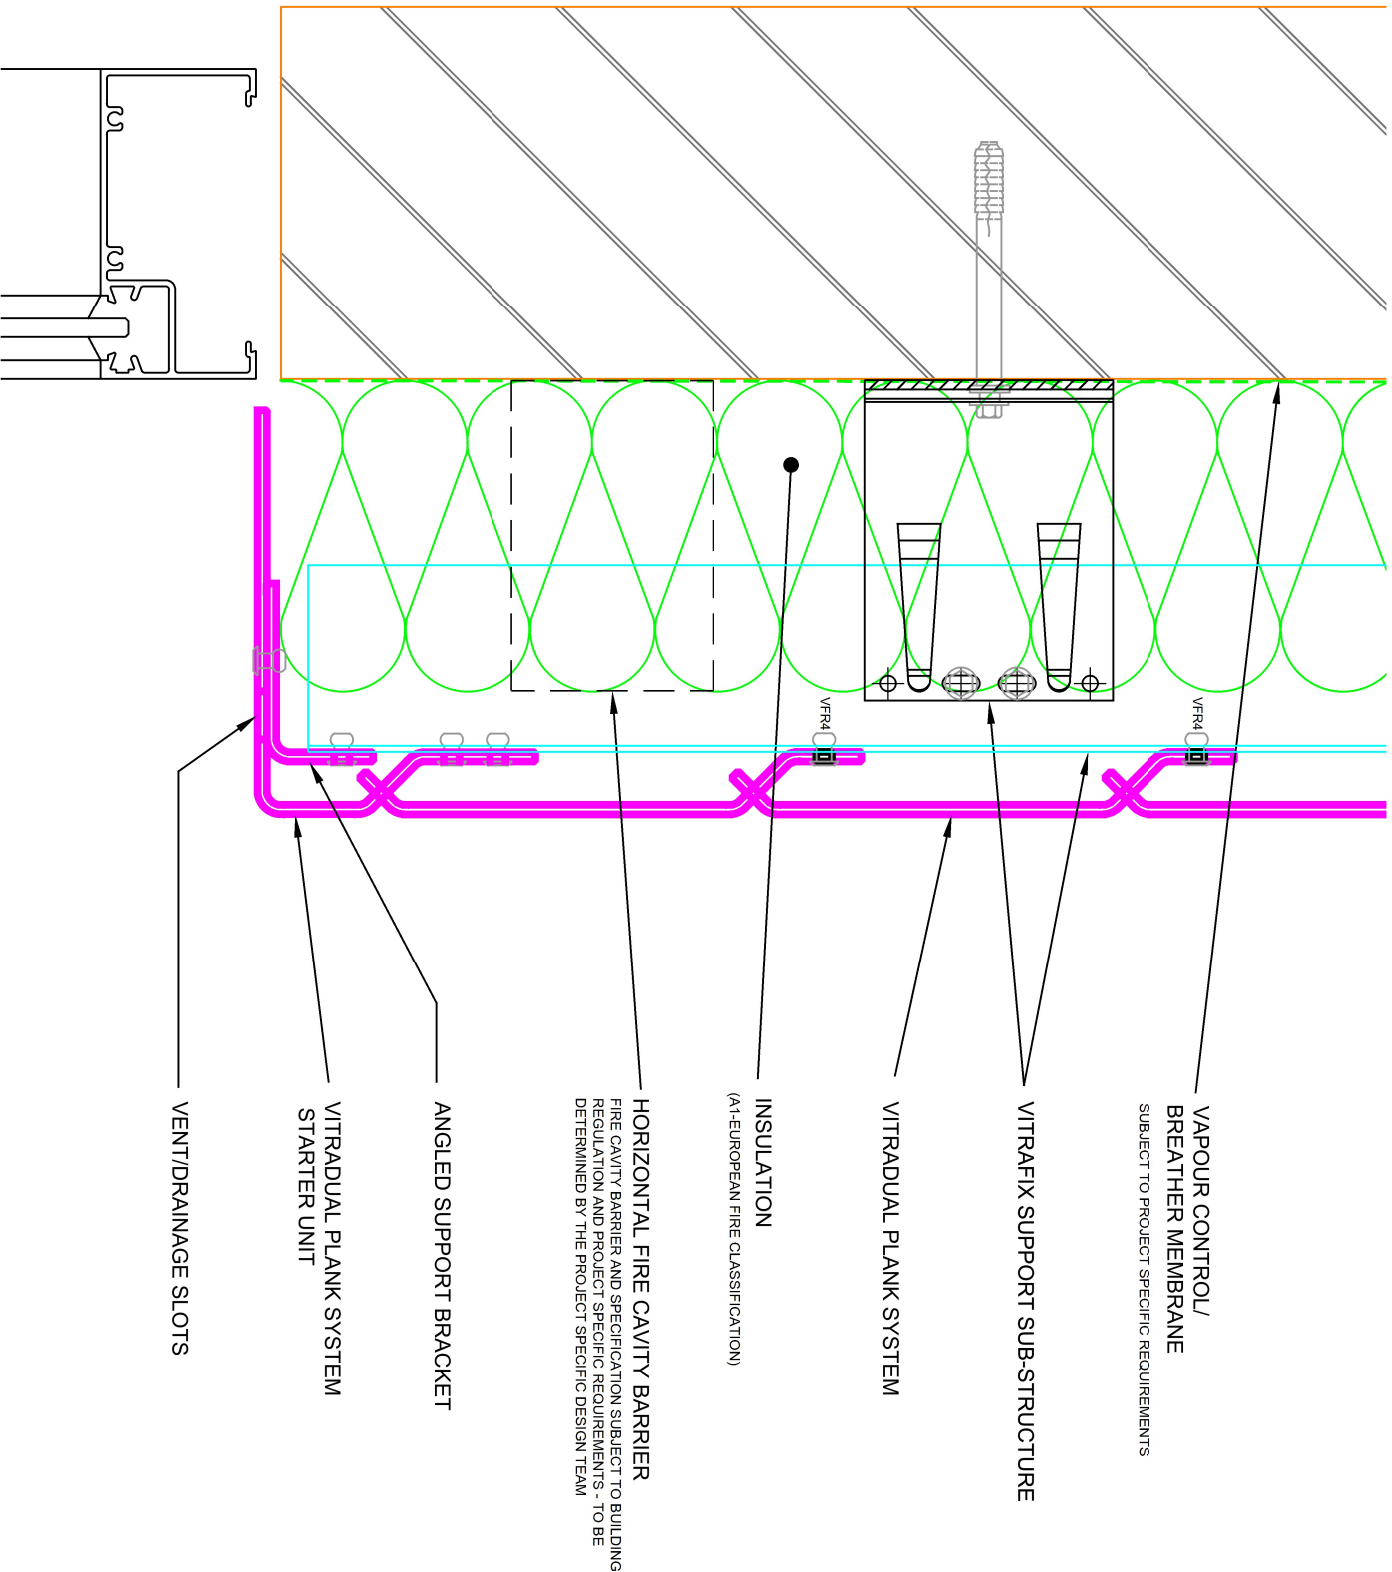 VAPOUR CONTROL/
BREATHER MEMBRANE
SUBJECT TO PROJECT SPECIFIC REQUIREMENTS
VITRAFIX SUPPORT SUB-STRUCTURE
VFR4
VITRADUAL PLANK SYSTEM
VFR4
INSULATION
(A1-EUROPEAN FIRE CLASSIFICATION)
HORIZONTAL FIRE CAVITY BARRIER
FIRE CAVITY BARRIER AND SPECIFICATION SUBJECT TO BUILDING
REGULATION AND PROJECT SPECIFIC REQUIREMENTS - TO BE
DETERMINED BY THE PROJECT SPECIFIC DESIGN TEAM
ANGLED SUPPORT BRACKET
VITRADUAL PLANK SYSTEM
STARTER UNIT
VENT/DRAINAGE SLOTS